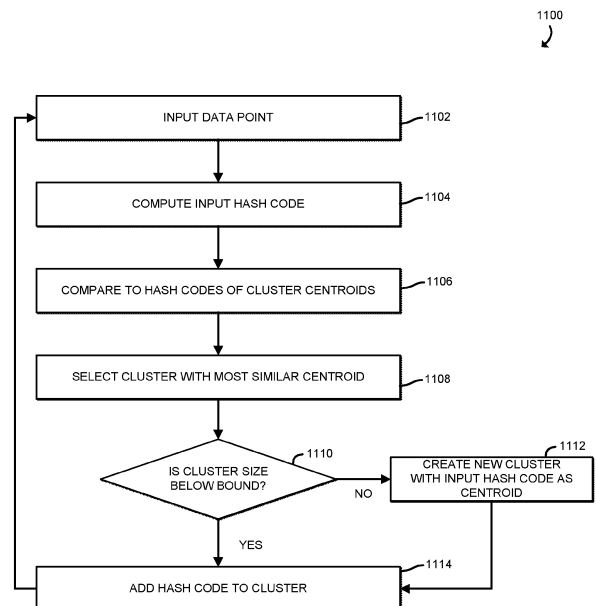 1100
INPUT DATA POINT
1102
COMPUTE INPUT HASH CODE
1104
COMPARE TO HASH CODES OF CLUSTER CENTROIDS
1106
SELECT CLUSTER WITH MOST SIMILAR CENTROID
1108
IS CLUSTER SIZE
BELOW BOUND?
1110
NO
1112
CREATE NEW CLUSTER
WITH INPUT HASH CODE AS
CENTROID
YES
1114
ADD HASH CODE TO CLUSTER